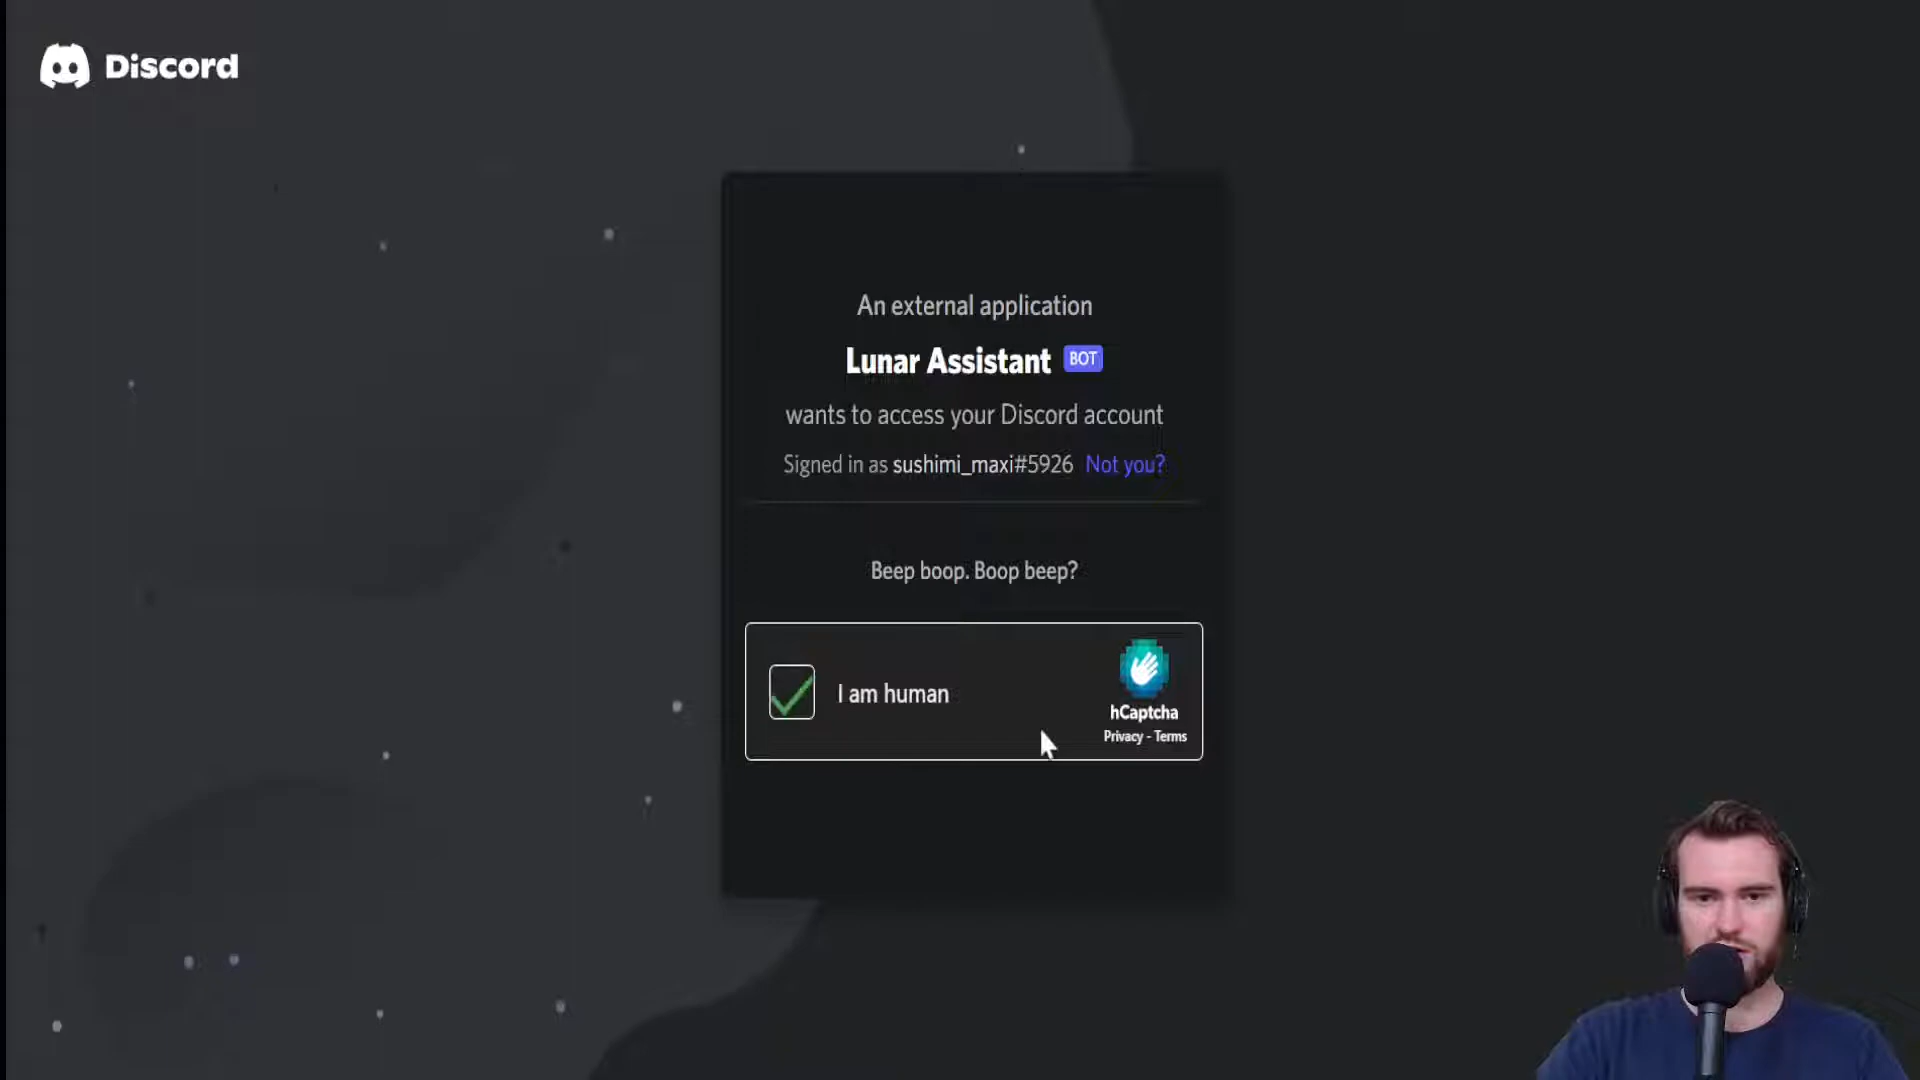 Discord
An external application
Lunar Assistant BOT
wants to access your Discord account
Signed in as sushimi_maxi#5926 Not you?
Beep boop. Boop beep?
I am human
hCaptcha
Privacy - Terms